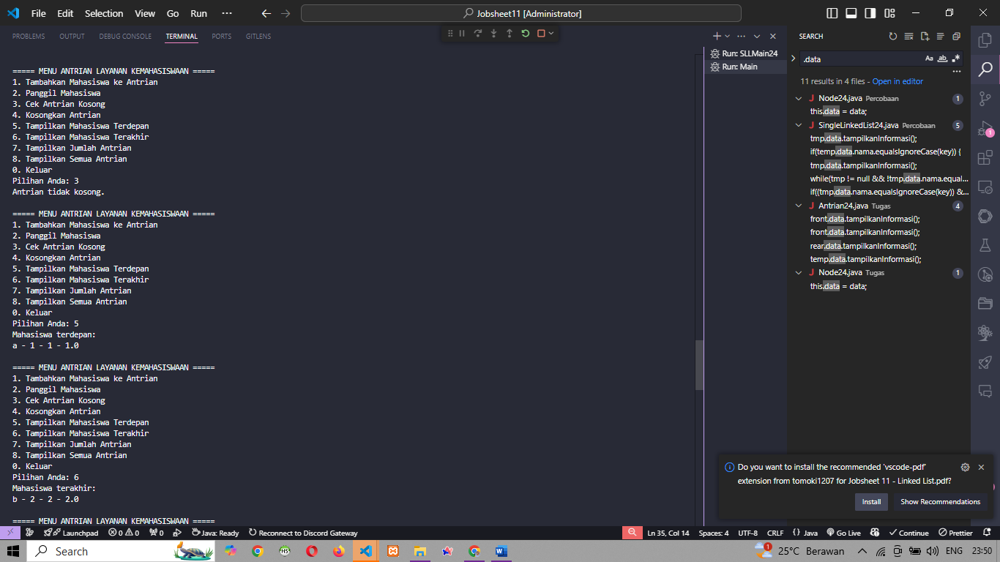 File Edit Selection View Go Run ··· Jobsheet11 [Administrator]
PROBLEMS OUTPUT DEBUG CONSOLE TERMINAL PORTS GITLENS
===== MENU ANTRIAN LAYANAN KEMAHASISWAAN =====
1. Tambahkan Mahasiswa ke Antrian
2. Panggil Mahasiswa
3. Cek Antrian Kosong
4. Kosongkan Antrian
5. Tampilkan Mahasiswa Terdepan
6. Tampilkan Mahasiswa Terakhir
7. Tampilkan Jumlah Antrian
8. Tampilkan Semua Antrian
0. Keluar
Pilihan Anda: 3
Antrian tidak kosong.
===== MENU ANTRIAN LAYANAN KEMAHASISWAAN =====
1. Tambahkan Mahasiswa ke Antrian
2. Panggil Mahasiswa
3. Cek Antrian Kosong
4. Kosongkan Antrian
5. Tampilkan Mahasiswa Terdepan
6. Tampilkan Mahasiswa Terakhir
7. Tampilkan Jumlah Antrian
8. Tampilkan Semua Antrian
0. Keluar
Pilihan Anda: 5
Mahasiswa terdepan:
a - 1 - 1 - 1.0
===== MENU ANTRIAN LAYANAN KEMAHASISWAAN =====
1. Tambahkan Mahasiswa ke Antrian
2. Panggil Mahasiswa
3. Cek Antrian Kosong
4. Kosongkan Antrian
5. Tampilkan Mahasiswa Terdepan
6. Tampilkan Mahasiswa Terakhir
7. Tampilkan Jumlah Antrian
8. Tampilkan Semua Antrian
0. Keluar
Pilihan Anda: 6
Mahasiswa terakhir:
b - 2 - 2 - 2.0
===== MENU ANTRIAN LAYANAN KEMAHASISWAAN =====
Run: SLLMain24
Run: Main
SEARCH
.data Aa ab .*
11 results in 4 files - Open in editor
J Node24.java Percobaan 1
this.data = data;
J SingleLinkedList24.java Percobaan 5
tmp.data.tampilkanInformasi();
if(temp.data.nama.equalsIgnoreCase(key)) {
tmp.data.tampilkanInformasi();
while(tmp != null && !tmp.data.nama.equal...
if((tmp.data.nama.equalsIgnoreCase(key)) &...
J Antrian24.java Tugas 4
front.data.tampilkanInformasi();
front.data.tampilkanInformasi();
rear.data.tampilkanInformasi();
temp.data.tampilkanInformasi();
J Node24.java Tugas 1
this.data = data;
1
Do you want to install the recommended 'vscode-pdf'
extension from tomoki1207 for Jobsheet 11 - Linked List.pdf?
Install Show Recommendations
Launchpad 0 0 0 Java: Ready Reconnect to Discord Gateway Ln 35, Col 14 Spaces: 4 UTF-8 CRLF {} Java Go Live Continue Prettier
Search HS W 1 25°C Berawan ENG 23:50